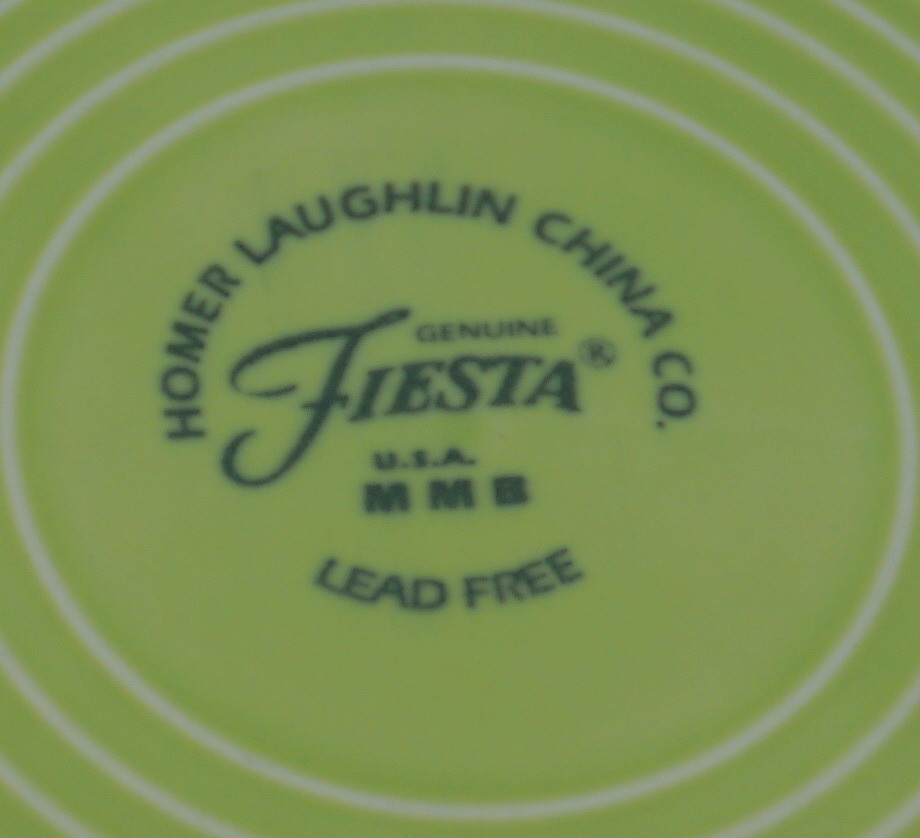 HOMER LAUGHLIN CHINA CO.
GENUINE
FIESTA®
U.S.A.
MMB
LEAD FREE